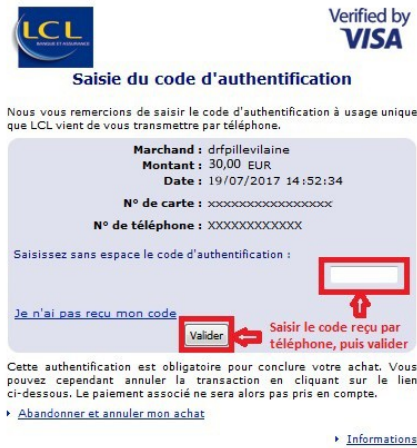 LCL
BANQUE ET ASSURANCE
Verified by
VISA
Saisie du code d'authentification
Nous vous remercions de saisir le code d'authentification à usage unique
que LCL vient de vous transmettre par téléphone.
Marchand : drfpillevilaine
Montant : 30,00 EUR
Date : 19/07/2017 14:52:34
N° de carte : xxxxxxxxxxxxxxxx
N° de téléphone : XXXXXXXXXXXX
Saisissez sans espace le code d'authentification :
Je n'ai pas recu mon code
Valider
Saisir le code reçu par
téléphone, puis valider
Cette authentification est obligatoire pour conclure votre achat. Vous
pouvez cependant annuler la transaction en cliquant sur le lien
ci-dessous. Le paiement associé ne sera alors pas pris en compte.
Abandonner et annuler mon achat
Informations